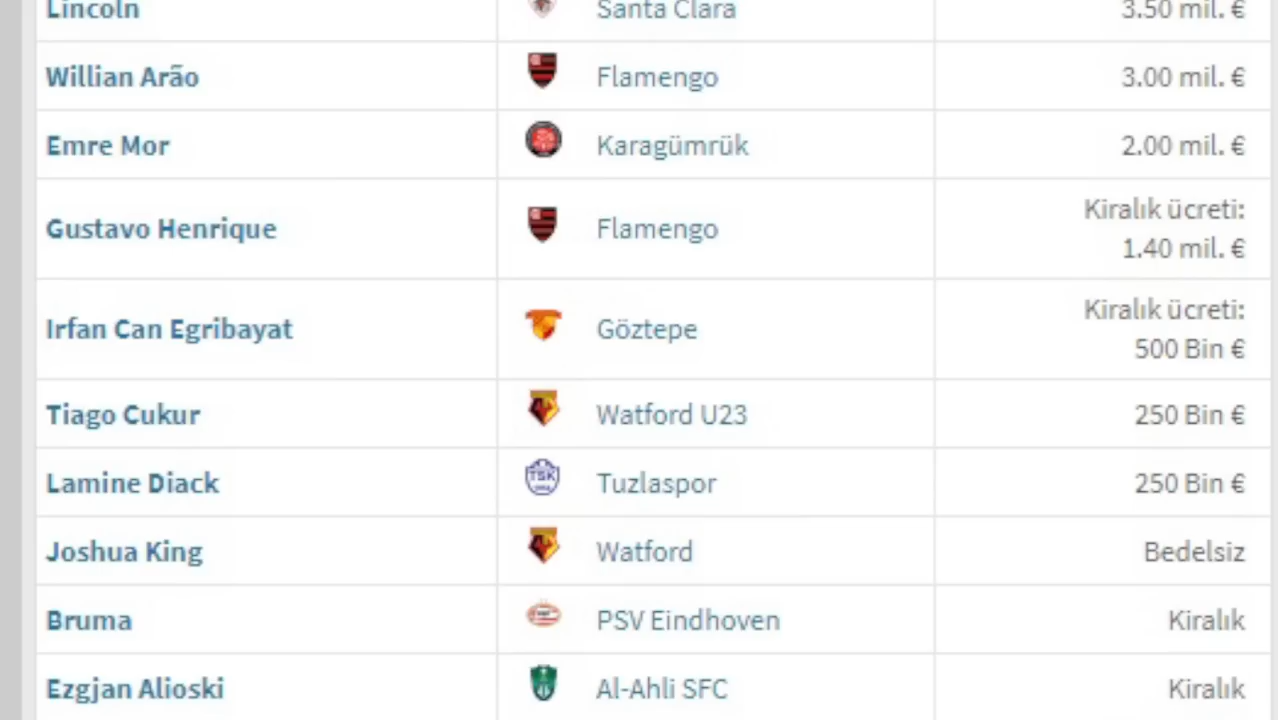 Lincoln Santa Clara 3.50 mil. €
Willian Arão Flamengo 3.00 mil. €
Emre Mor Karagümrük 2.00 mil. €
Gustavo Henrique Flamengo Kiralık ücreti:
1.40 mil. €
Irfan Can Egribayat Göztepe Kiralık ücreti:
500 Bin €
Tiago Cukur Watford U23 250 Bin €
Lamine Diack TSK Tuzlaspor 250 Bin €
Joshua King Watford Bedelsiz
Bruma PSV Eindhoven Kiralık
Ezgjan Alioski Al-Ahli SFC Kiralık